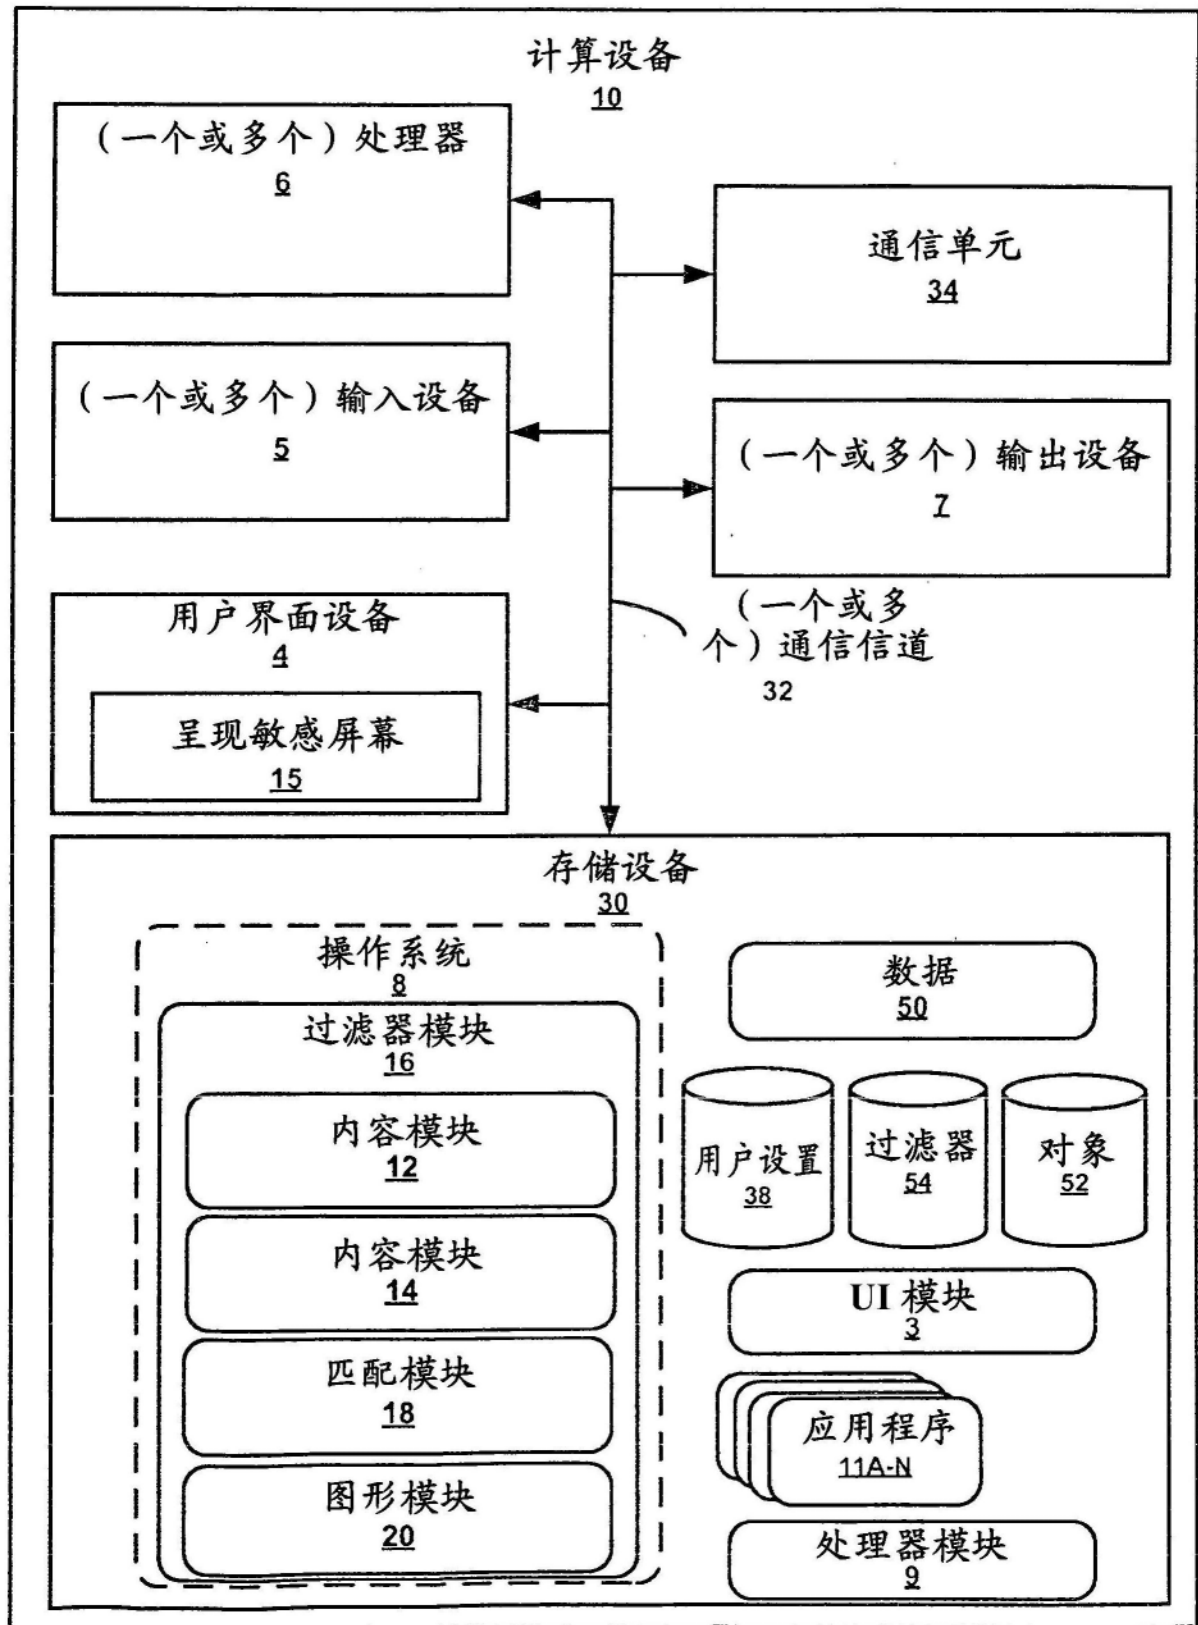 计算设备
10
（一个或多个）处理器
6
通信单元
34
（一个或多个）输入设备
5
（一个或多个）输出设备
7
（一个或多
个）通信信道
32
用户界面设备
4
呈现敏感屏幕
15
存储设备
30
操作系统
8
过滤器模块
16
内容模块
12
内容模块
14
匹配模块
18
图形模块
20
数据
50
用户设置
38
过滤器
54
对象
52
UI 模块
3
应用程序
11A-N
处理器模块
9